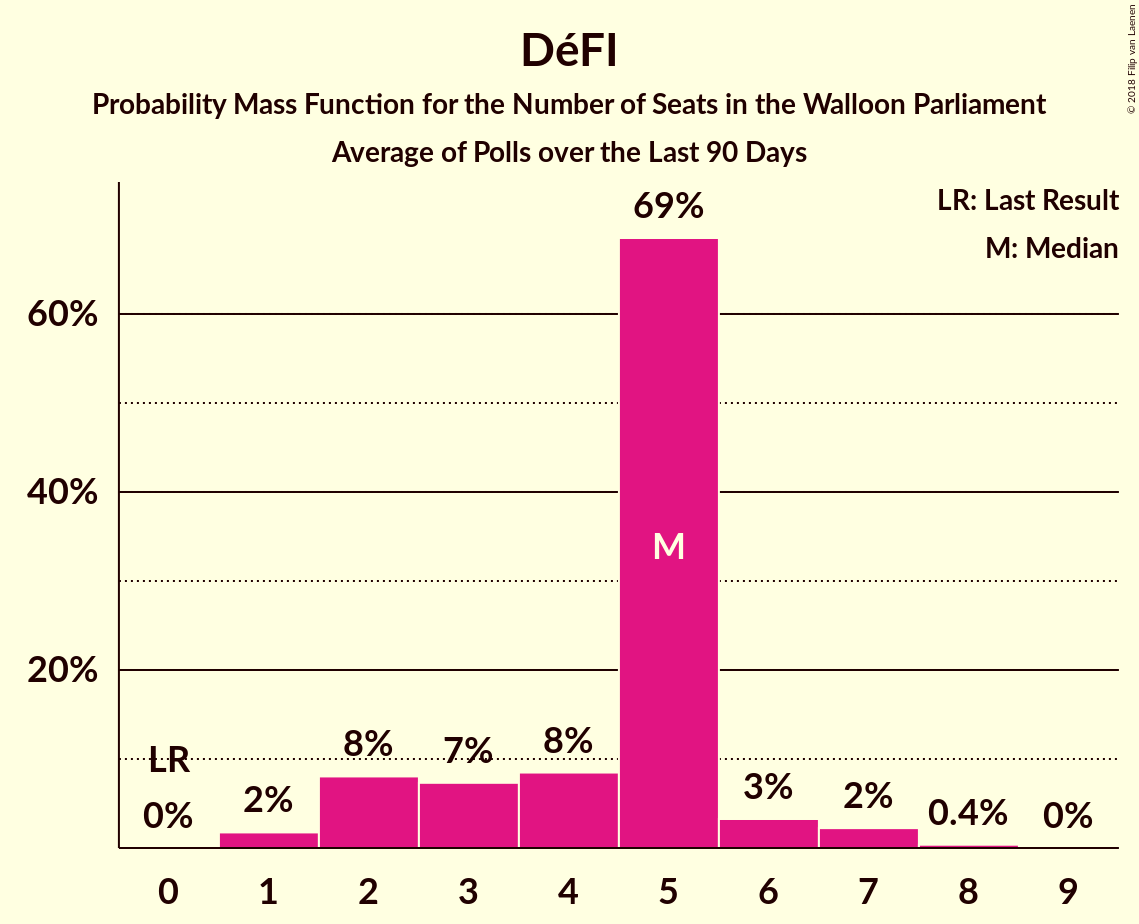 DéFI
Probability Mass Function for the Number of Seats in the Walloon Parliament
Average of Polls over the Last 90 Days
© 2018 Filip van Laenen
LR: Last Result
M: Median
69%
60%
40%
M
20%
LR
0%
2%
8%
7%
8%
3%
2%
0.4%
0%
0 1 2 3 4 5 6 7 8 9